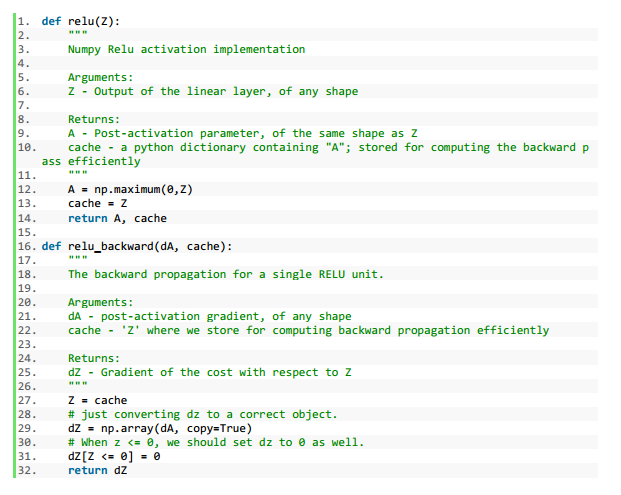 1. def relu(Z):
2.     """
3.     Numpy Relu activation implementation
4.
5.     Arguments:
6.     Z - Output of the linear layer, of any shape
7.
8.     Returns:
9.     A - Post-activation parameter, of the same shape as Z
10.     cache - a python dictionary containing "A"; stored for computing the backward p
ass efficiently
11.     """
12.     A = np.maximum(0,Z)
13.     cache = Z
14.     return A, cache
15.
16. def relu_backward(dA, cache):
17.     """
18.     The backward propagation for a single RELU unit.
19.
20.     Arguments:
21.     dA - post-activation gradient, of any shape
22.     cache - 'Z' where we store for computing backward propagation efficiently
23.
24.     Returns:
25.     dZ - Gradient of the cost with respect to Z
26.     """
27.     Z = cache
28.     # just converting dz to a correct object.
29.     dZ = np.array(dA, copy=True)
30.     # When z <= 0, we should set dz to 0 as well.
31.     dZ[Z <= 0] = 0
32.     return dZ